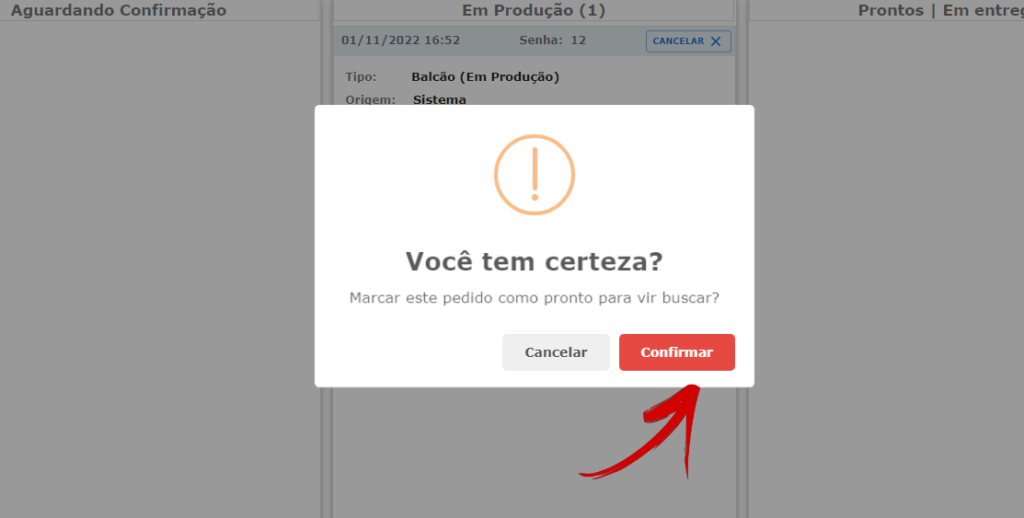 Aguardando Confirmação
Em Produção (1)
Prontos | Em entreg
01/11/2022 16:52 Senha: 12 CANCELAR
Tipo: Balcão (Em Produção)
Origem: Sistema
Você tem certeza?
Marcar este pedido como pronto para vir buscar?
Cancelar Confirmar